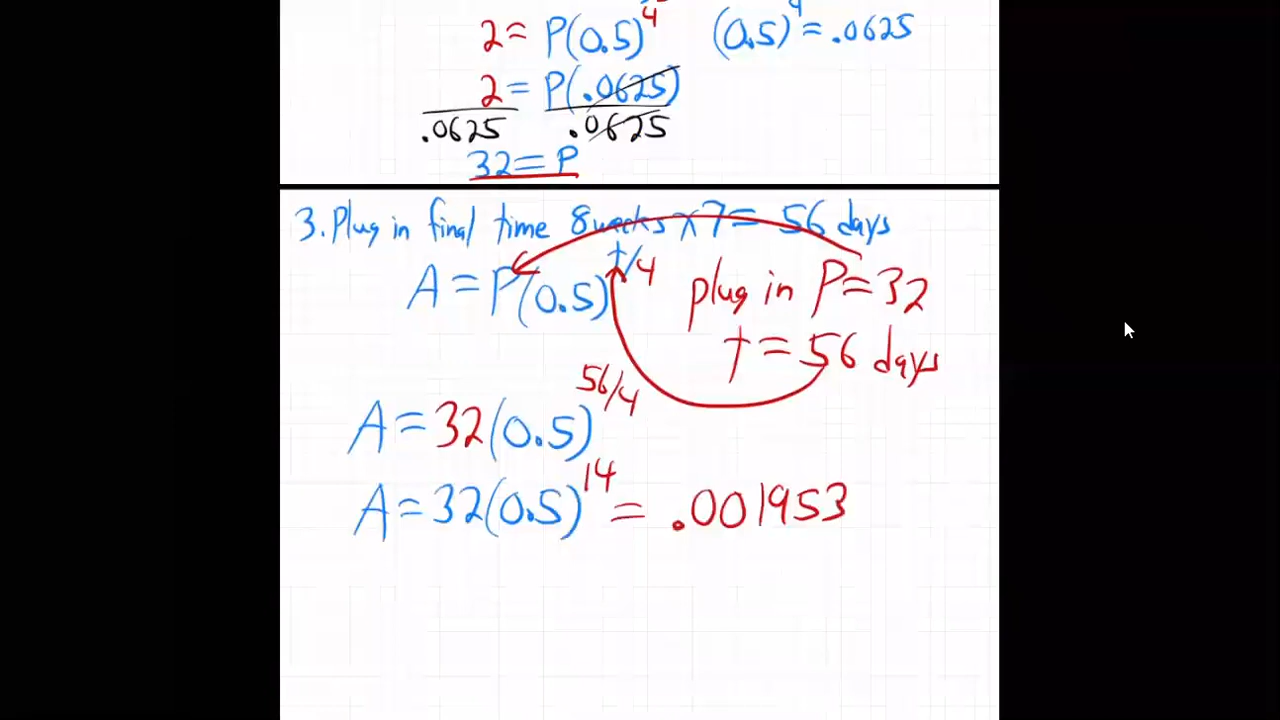 2 = P(0.5)^4 (0.5)^4 = .0625
2 = P(.0625)
.0625 .0625
32 = P
3. Plug in final time 8 weeks x 7 = 56 days
A = P(0.5)^t/4 plug in P = 32
t = 56 days
A = 32(0.5)^56/4
A = 32(0.5)^14 = .001953